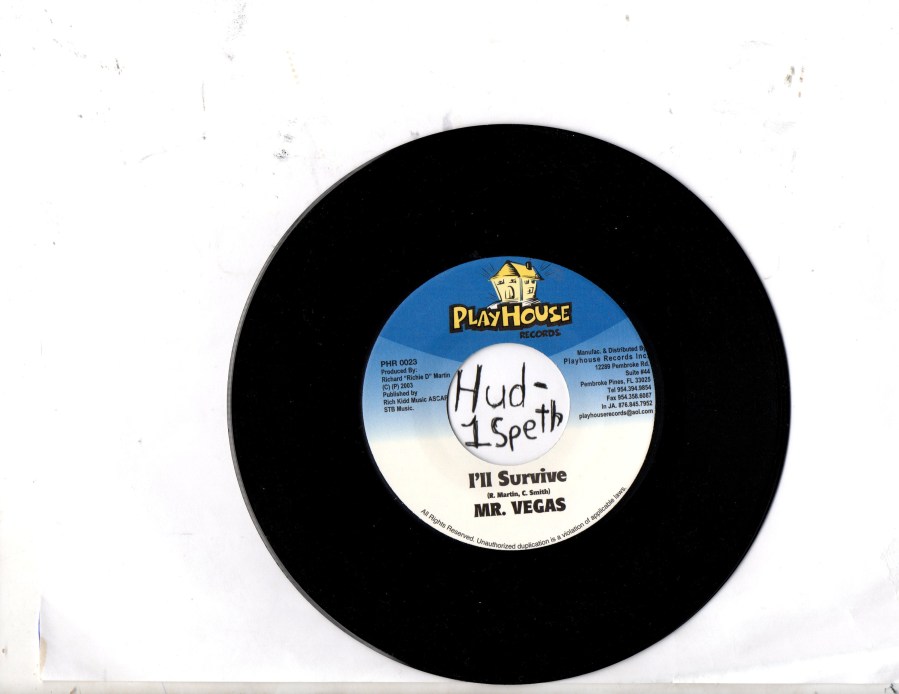 PLAYHOUSE
RECORDS
PHR 0023
Produced By:
Richard "Richie D" Martin
(C) (P) 2003
Published by
Rich Kidd Music ASCAP
STB Music.
Manufac. & Distributed B
Playhouse Records Inc.
12289 Pembroke Rd.
Suite #44
Pembroke Pines, FL 33025
Tel 954.394.9854
Fax 954.358.6067
In JA. 876.845.7952
playhouserecords@aol.com
Hud-
1Speth
I'll Survive
(R. Martin, C. Smith)
MR. VEGAS
All Rights Reserved. Unauthorized duplication is a violation of applicable laws.